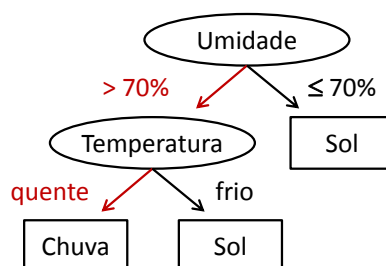 Umidade
> 70%
≤ 70%
Temperatura
Sol
quente
frio
Chuva
Sol